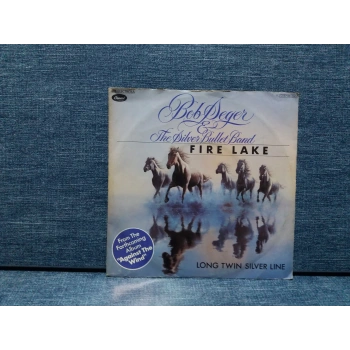 Capitol
Bob Seger
&
The Silver Bullet Band
FIRE LAKE
From The
Forthcoming
Album
"Against The
Wind"
LONG TWIN SILVER LINE